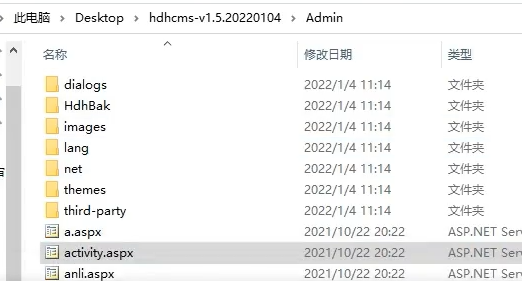 此电脑 > Desktop > hdhcms-v1.5.20220104 > Admin
名称 修改日期 类型
dialogs 2022/1/4 11:14 文件夹
HdhBak 2022/1/4 11:14 文件夹
images 2022/1/4 11:14 文件夹
lang 2022/1/4 11:14 文件夹
net 2022/1/4 11:14 文件夹
themes 2022/1/4 11:14 文件夹
third-party 2022/1/4 11:14 文件夹
a.aspx 2021/10/22 20:22 ASP.NET Serv
activity.aspx 2021/10/22 20:22 ASP.NET Serv
anli.aspx 2021/10/22 20:22 ASP.NET Serv